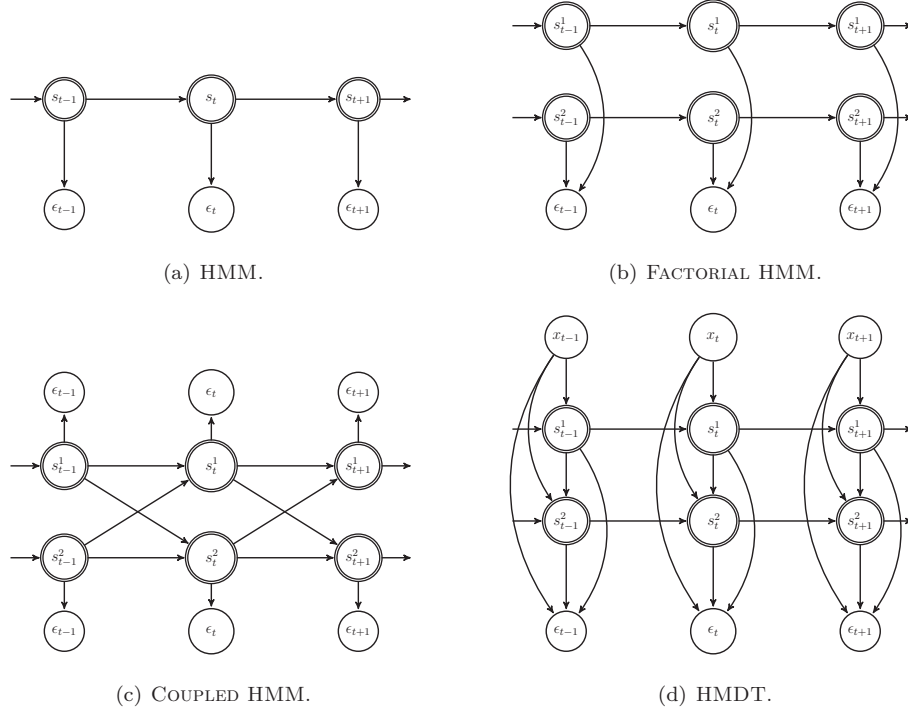 s_{t-1} s_t s_{t+1}
ϵ_{t-1} ϵ_t ϵ_{t+1}
(a) HMM.
s^1_{t-1} s^1_t s^1_{t+1}
s^2_{t-1} s^2_t s^2_{t+1}
ϵ_{t-1} ϵ_t ϵ_{t+1}
(b) FACTORIAL HMM.
ϵ_{t-1} ϵ_t ϵ_{t+1}
s^1_{t-1} s^1_t s^1_{t+1}
s^2_{t-1} s^2_t s^2_{t+1}
ϵ_{t-1} ϵ_t ϵ_{t+1}
(c) COUPLED HMM.
x_{t-1} x_t x_{t+1}
s^1_{t-1} s^1_t s^1_{t+1}
s^2_{t-1} s^2_t s^2_{t+1}
ϵ_{t-1} ϵ_t ϵ_{t+1}
(d) HMDT.